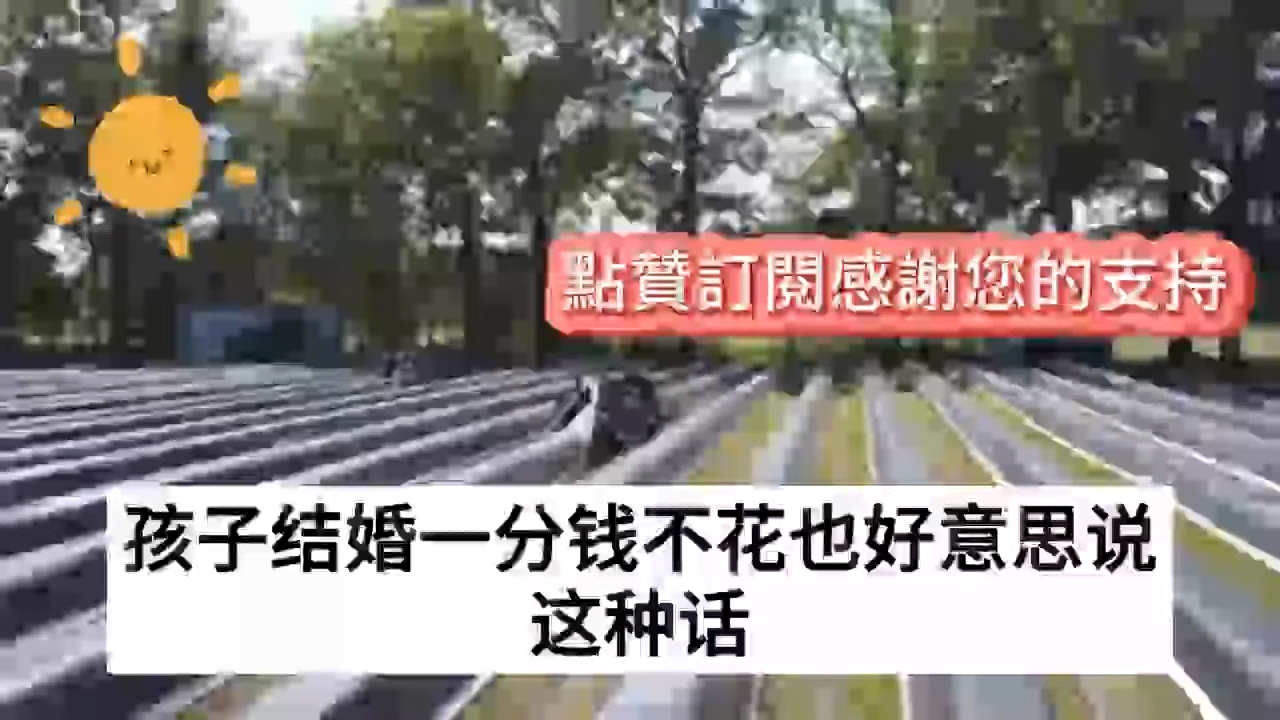 點贊訂閱感謝您的支持
孩子结婚一分钱不花也好意思说
这种话